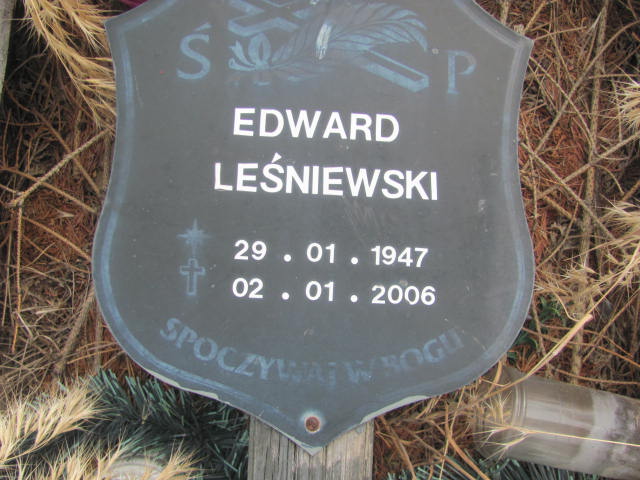 Ś P
EDWARD
LEŚNIEWSKI
29 . 01 . 1947
02 . 01 . 2006
SPOCZYWAJ W BOGU